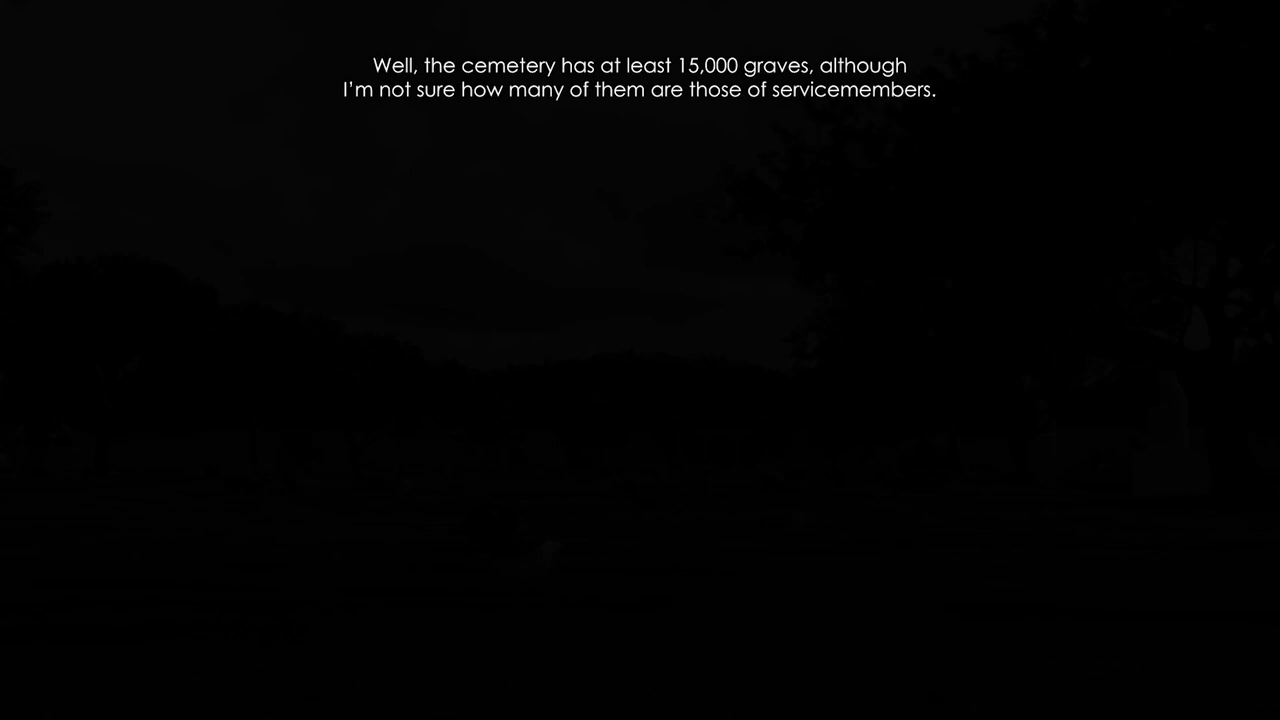 Well, the cemetery has at least 15,000 graves, although
I'm not sure how many of them are those of servicemembers.